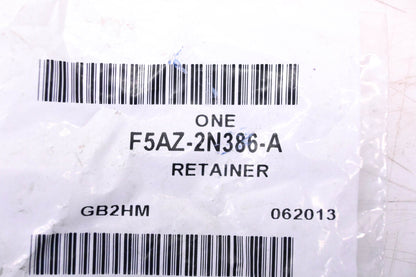 ONE
F5AZ-2N386-A
RETAINER
GB2HM 062013